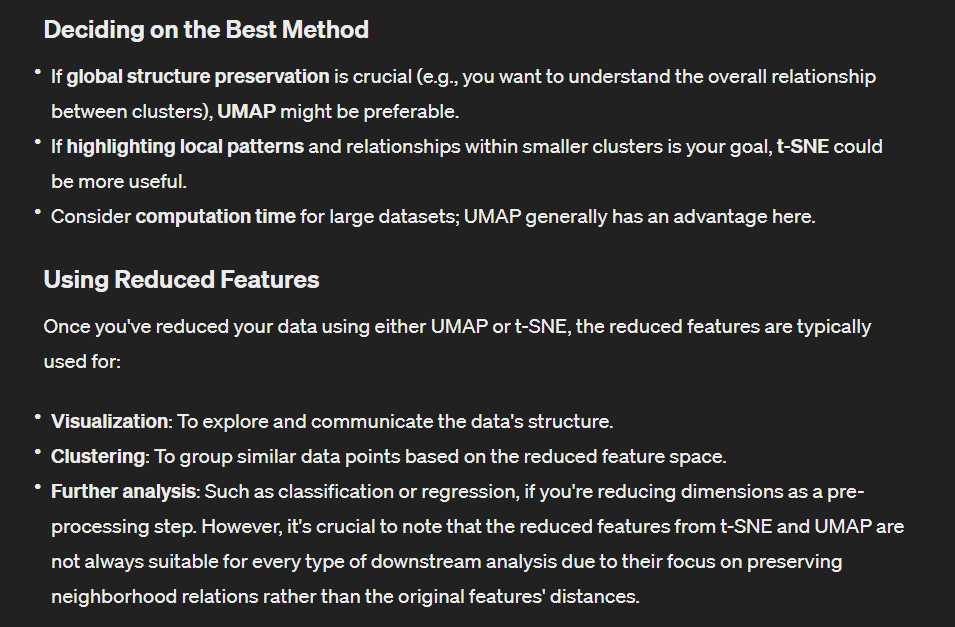 Deciding on the Best Method
• If global structure preservation is crucial (e.g., you want to understand the overall relationship
between clusters), UMAP might be preferable.
• If highlighting local patterns and relationships within smaller clusters is your goal, t-SNE could
be more useful.
• Consider computation time for large datasets; UMAP generally has an advantage here.
Using Reduced Features
Once you've reduced your data using either UMAP or t-SNE, the reduced features are typically
used for:
• Visualization: To explore and communicate the data's structure.
• Clustering: To group similar data points based on the reduced feature space.
• Further analysis: Such as classification or regression, if you're reducing dimensions as a pre-
processing step. However, it's crucial to note that the reduced features from t-SNE and UMAP are
not always suitable for every type of downstream analysis due to their focus on preserving
neighborhood relations rather than the original features' distances.